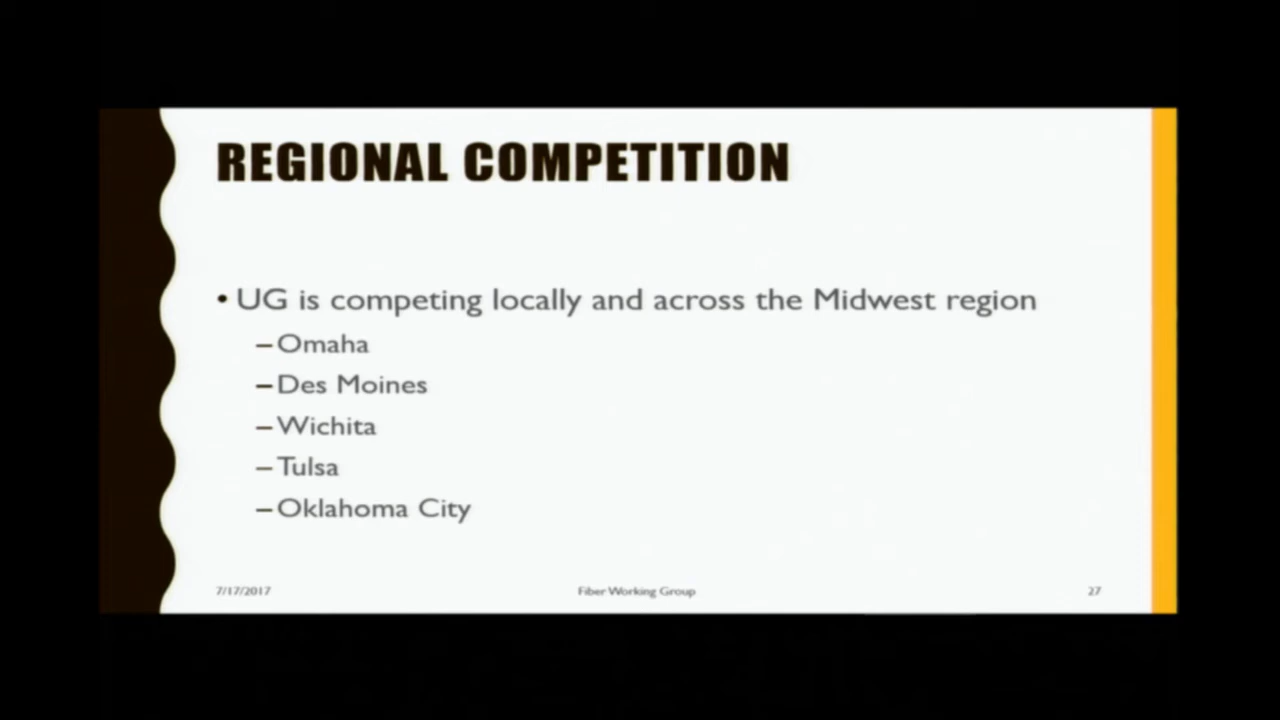 REGIONAL COMPETITION
• UG is competing locally and across the Midwest region
– Omaha
– Des Moines
– Wichita
– Tulsa
– Oklahoma City
7/17/2017 Fiber Working Group 27